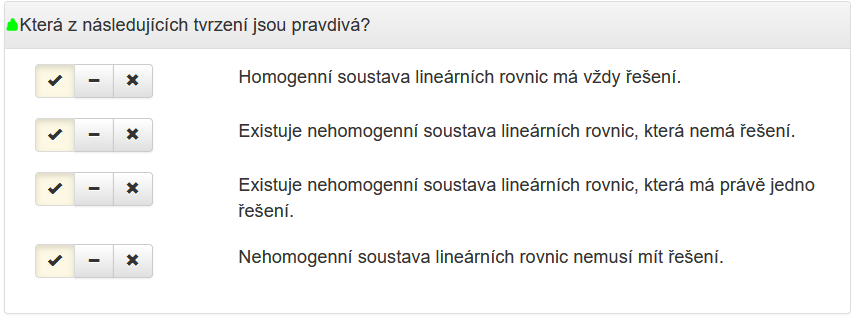 Která z následujících tvrzení jsou pravdivá?
Homogenní soustava lineárních rovnic má vždy řešení.
Existuje nehomogenní soustava lineárních rovnic, která nemá řešení.
Existuje nehomogenní soustava lineárních rovnic, která má právě jedno
řešení.
Nehomogenní soustava lineárních rovnic nemusí mít řešení.